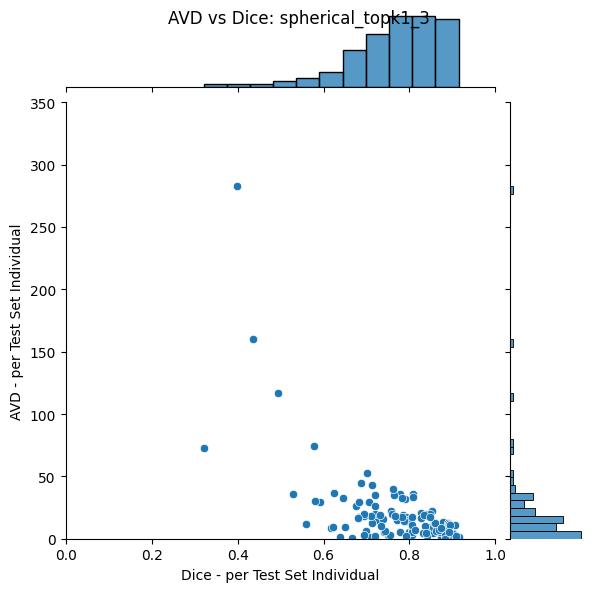 AVD vs Dice: spherical_topk1_3
350
300
250
200
150
100
50
0
AVD - per Test Set Individual
0.0 0.2 0.4 0.6 0.8 1.0
Dice - per Test Set Individual